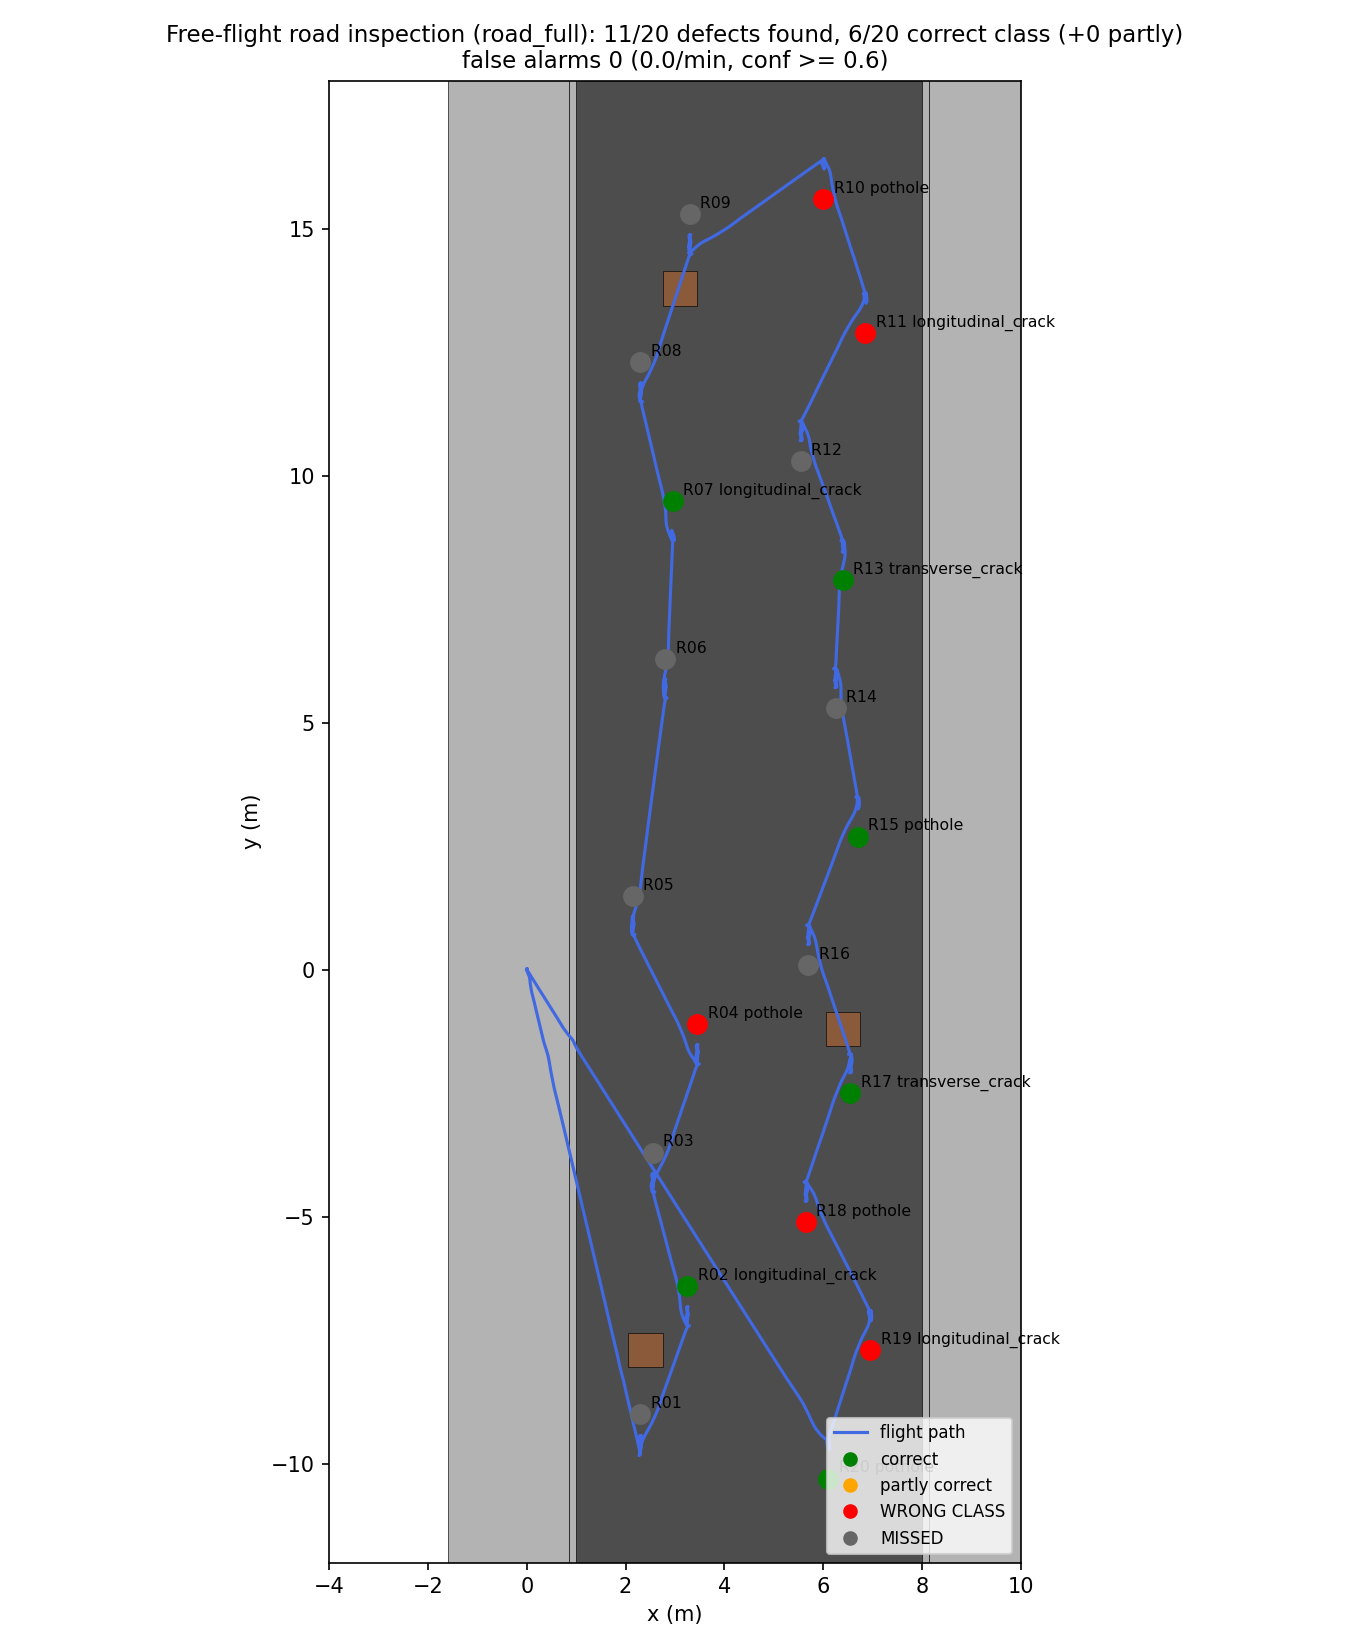 Free-flight road inspection (road_full): 11/20 defects found, 6/20 correct class (+0 partly)
false alarms 0 (0.0/min, conf >= 0.6)
R10 pothole
R09
15
R11 longitudinal_crack
R08
R12
R07 longitudinal_crack
10
R13 transverse_crack
R06
R14
5
R15 pothole
y (m)
R05
R16
0
R04 pothole
R17 transverse_crack
R03
R18 pothole
−5
R02 longitudinal_crack
R19 longitudinal_crack
R01
flight path
correct
R20 pothole
−10
partly correct
WRONG CLASS
MISSED
−4 −2 0 2 4 6 8 10
x (m)